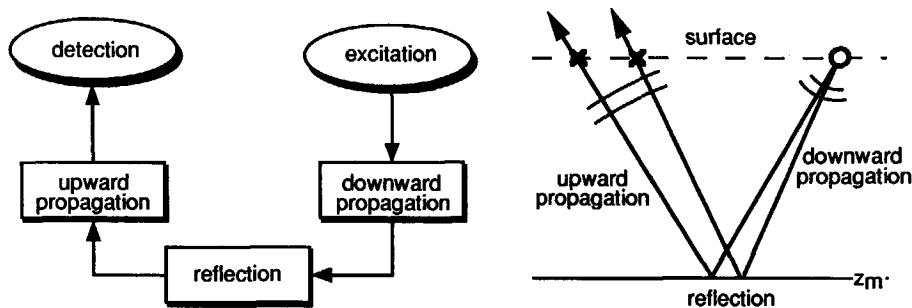 detection
excitation
upward
propagation
downward
propagation
reflection
surface
upward
propagation
downward
propagation
reflection
zm